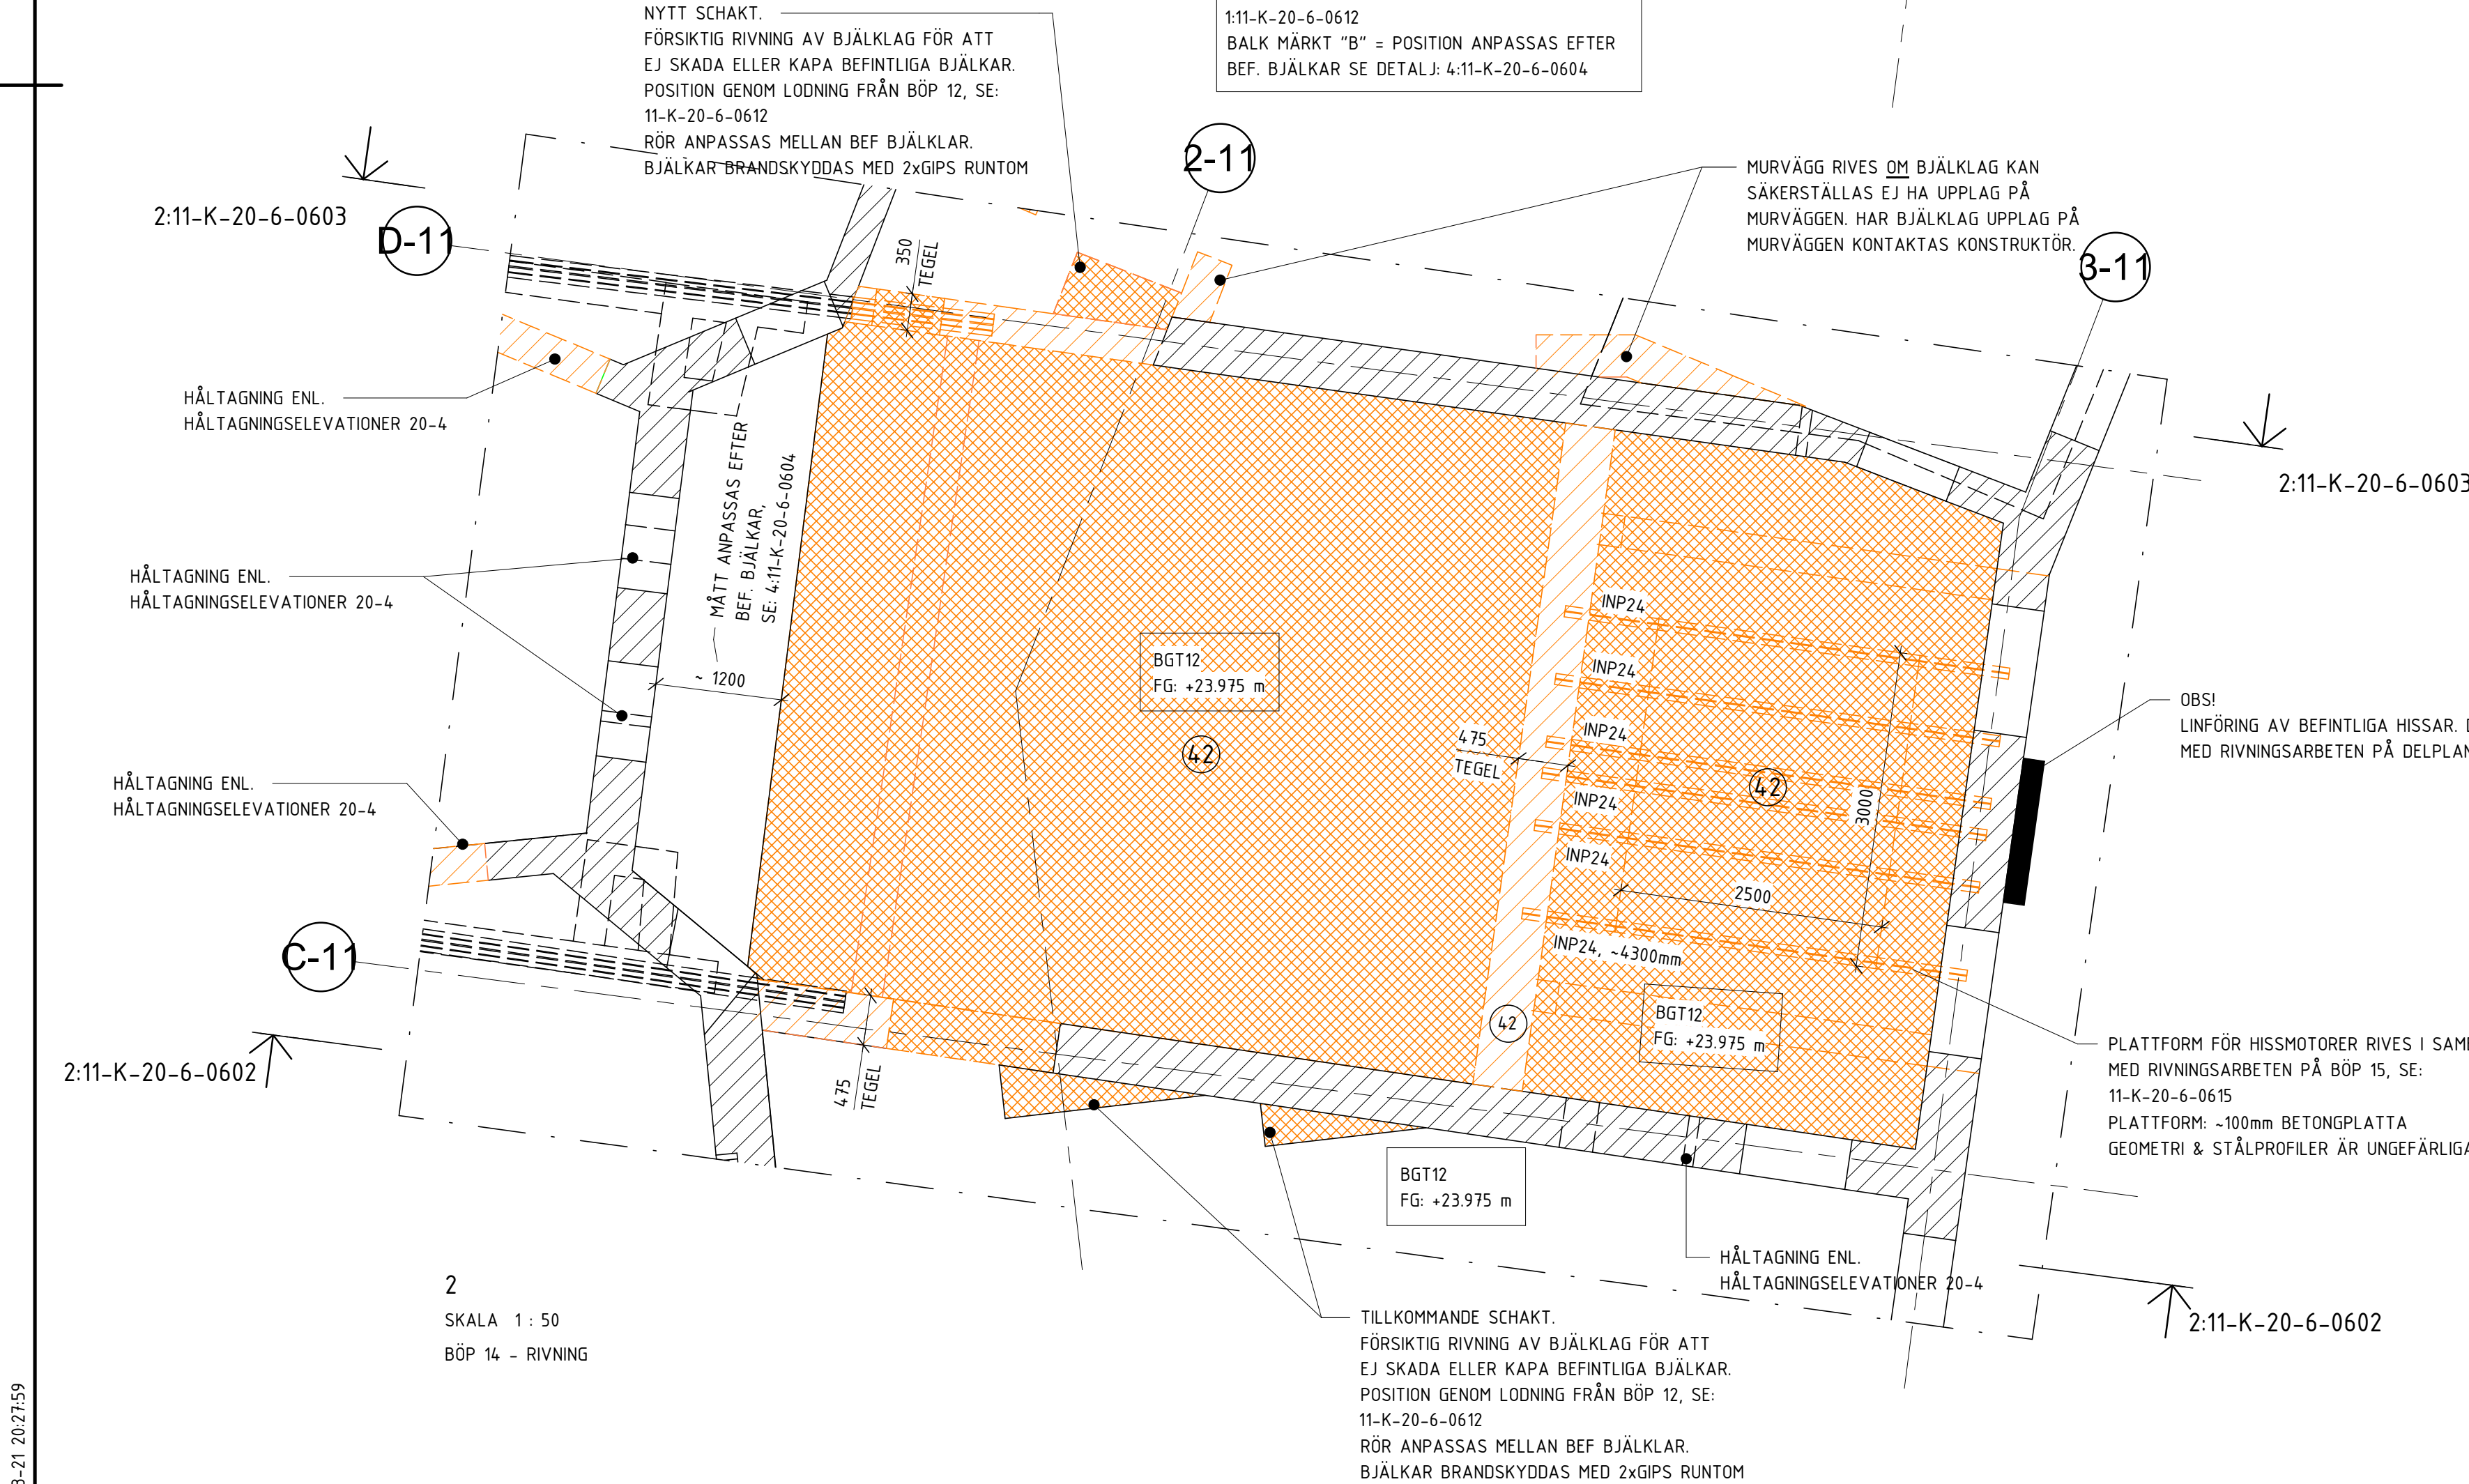 NYTT SCHAKT.
FÖRSIKTIG RIVNING AV BJÄLKLAG FÖR ATT
EJ SKADA ELLER KAPA BEFINTLIGA BJÄLKAR.
POSITION GENOM LODNING FRÅN BÖP 12, SE:
11-K-20-6-0612
RÖR ANPASSAS MELLAN BEF BJÄLKLAR.
BJÄLKAR BRANDSKYDDAS MED 2xGIPS RUNTOM
1:11-K-20-6-0612
BALK MÄRKT "B" = POSITION ANPASSAS EFTER
BEF. BJÄLKAR SE DETALJ: 4:11-K-20-6-0604
2-11
MURVÄGG RIVES OM BJÄLKLAG KAN
SÄKERSTÄLLAS EJ HA UPPLAG PÅ
MURVÄGGEN. HAR BJÄLKLAG UPPLAG PÅ
MURVÄGGEN KONTAKTAS KONSTRUKTÖR.
3-11
2:11-K-20-6-0603
D-11
350
TEGEL
HÅLTAGNING ENL.
HÅLTAGNINGSELEVATIONER 20-4
2:11-K-20-6-0603
MÅTT ANPASSAS EFTER
BEF. BJÄLKAR,
SE: 4:11-K-20-6-0604
HÅLTAGNING ENL.
HÅLTAGNINGSELEVATIONER 20-4
~ 1200
BGT12
FG: +23.975 m
42
INP24
INP24
INP24
INP24
INP24
INP24, ~4300mm
475
TEGEL
42
3000
2500
OBS!
LINFÖRING AV BEFINTLIGA HISSAR.
MED RIVNINGSARBETEN PÅ DELPLAN
HÅLTAGNING ENL.
HÅLTAGNINGSELEVATIONER 20-4
C-11
2:11-K-20-6-0602
475
TEGEL
42
BGT12
FG: +23.975 m
PLATTFORM FÖR HISSMOTORER RIVES I
MED RIVNINGSARBETEN PÅ BÖP 15, SE:
11-K-20-6-0615
PLATTFORM: ~100mm BETONGPLATTA
GEOMETRI & STÅLPROFILER ÄR UNGEFÄRLIGA
BGT12
FG: +23.975 m
HÅLTAGNING ENL.
HÅLTAGNINGSELEVATIONER 20-4
2:11-K-20-6-0602
2
SKALA 1 : 50
BÖP 14 - RIVNING
TILLKOMMANDE SCHAKT.
FÖRSIKTIG RIVNING AV BJÄLKLAG FÖR ATT
EJ SKADA ELLER KAPA BEFINTLIGA BJÄLKAR.
POSITION GENOM LODNING FRÅN BÖP 12, SE:
11-K-20-6-0612
RÖR ANPASSAS MELLAN BEF BJÄLKLAR.
BJÄLKAR BRANDSKYDDAS MED 2xGIPS RUNTOM
-21 20:27:59